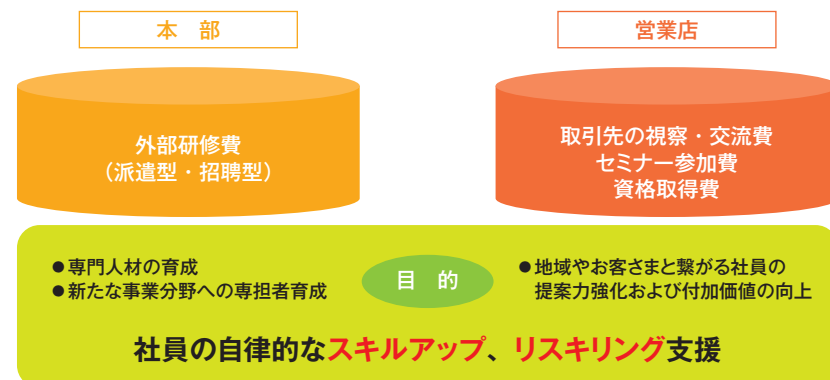 本 部
営業店
外部研修費
（派遣型・招聘型）
取引先の視察・交流費
セミナー参加費
資格取得費
●専門人材の育成
●新たな事業分野への専担者育成
目 的
●地域やお客さまと繋がる社員の
提案力強化および付加価値の向上
社員の自律的なスキルアップ、リスキリング支援